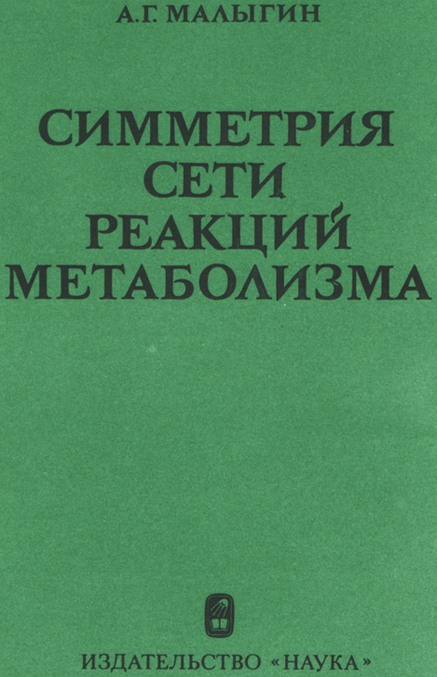 А.Г. МАЛЫГИН
СИММЕТРИЯ
СЕТИ
РЕАКЦИЙ
МЕТАБОЛИЗМА
ИЗДАТЕЛЬСТВО «НАУКА»